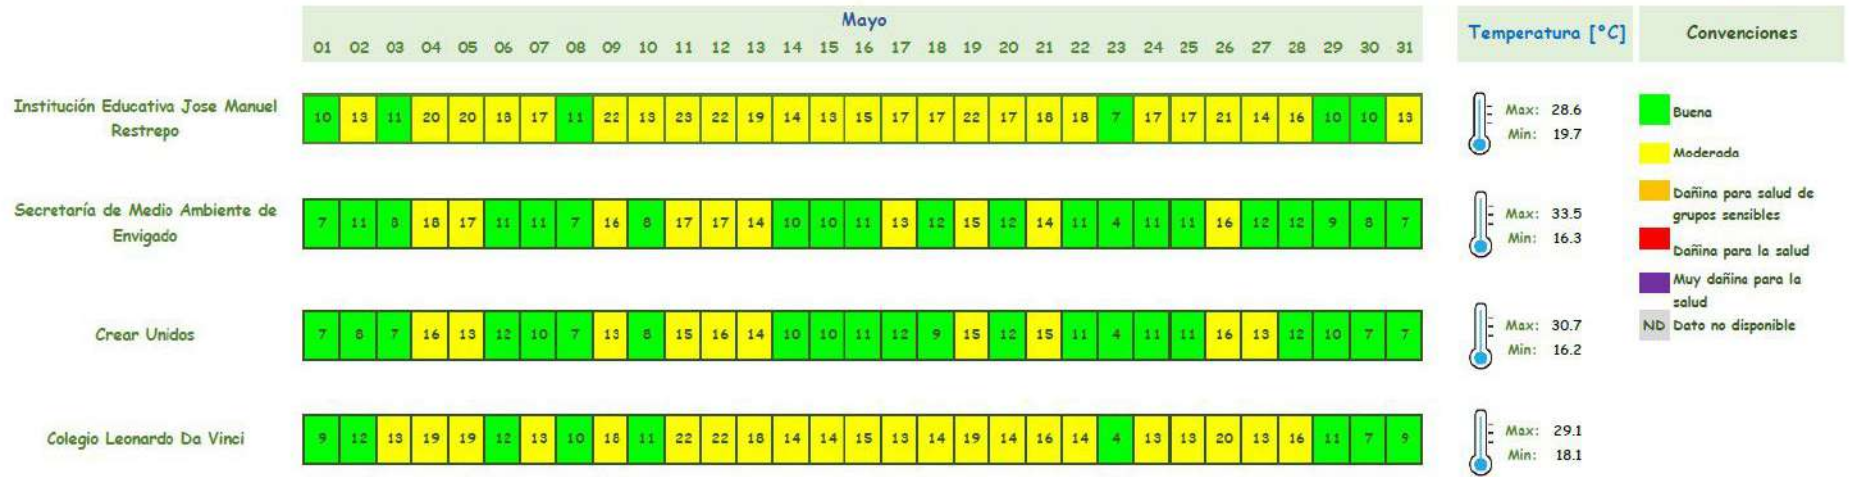 Mayo
Temperatura [°C]
Convenciones
01 02 03 04 05 06 07 08 09 10 11 12 13 14 15 16 17 18 19 20 21 22 23 24 25 26 27 28 29 30 31
Institución Educativa Jose Manuel
Restrepo
10 13 11 20 20 18 17 11 22 13 23 22 19 14 13 15 17 17 22 17 18 18 7 17 17 21 14 16 10 10 13
Max: 28.6
Min: 19.7
Secretaría de Medio Ambiente de
Envigado
7 11 8 18 17 11 11 7 16 8 17 17 14 10 10 11 13 12 15 12 14 11 4 11 11 16 12 12 9 8 7
Max: 33.5
Min: 16.3
Crear Unidos
7 8 7 16 13 12 10 7 13 8 15 16 14 10 10 11 12 9 15 12 15 11 4 11 11 16 13 12 10 7 7
Max: 30.7
Min: 16.2
Colegio Leonardo Da Vinci
9 12 13 19 19 12 13 10 18 11 22 22 18 14 14 15 13 14 19 14 16 14 4 13 13 20 13 16 11 7 9
Max: 29.1
Min: 18.1
Buena
Moderada
Dañina para salud de
grupos sensibles
Dañina para la salud
Muy dañina para la
salud
ND Dato no disponible